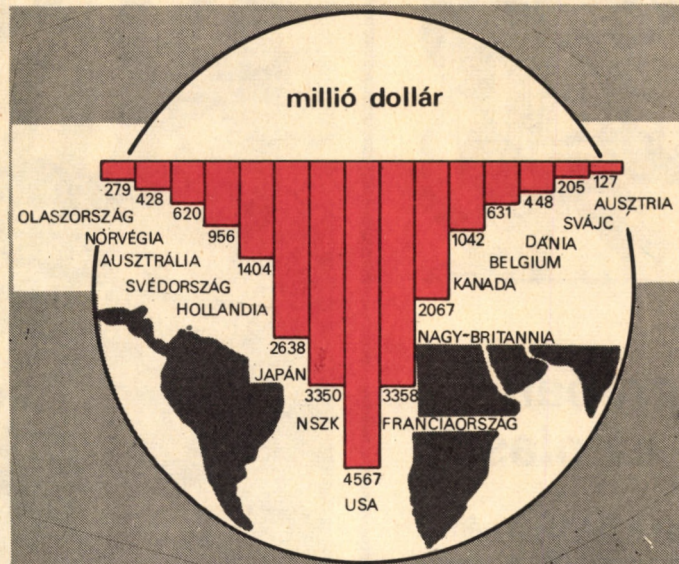 millió dollár
279
OLASZORSZÁG
428
NORVÉGIA
620
AUSZTRÁLIA
956
SVÉDORSZÁG
1404
HOLLANDIA
2638
JAPÁN
3350
NSZK
4567
USA
3358
FRANCIAORSZÁG
2067
NAGY-BRITANNIA
1042
KANADA
631
BELGIUM
448
DÁNIA
205
SVÁJC
127
AUSZTRIA